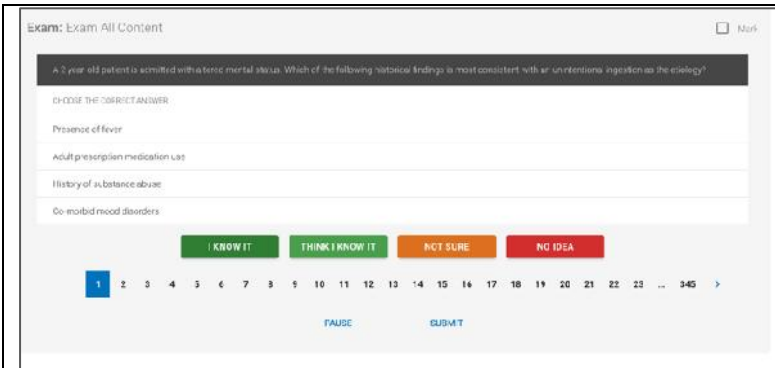 Exam: Exam All Content
Mark
A 2 year old patient is admitted with altered mental status. Which of the following historical findings is most consistent with an unintentional ingestion as the etiology?
CHOOSE THE CORRECT ANSWER
Presence of fever
Adult prescription medication use
History of substance abuse
Co-morbid mood disorders
I KNOW IT THINK I KNOW IT NOT SURE NO IDEA
1 2 3 4 5 6 7 8 9 10 11 12 13 14 15 16 17 18 19 20 21 22 23 ... 345 >
PAUSE SUBMIT